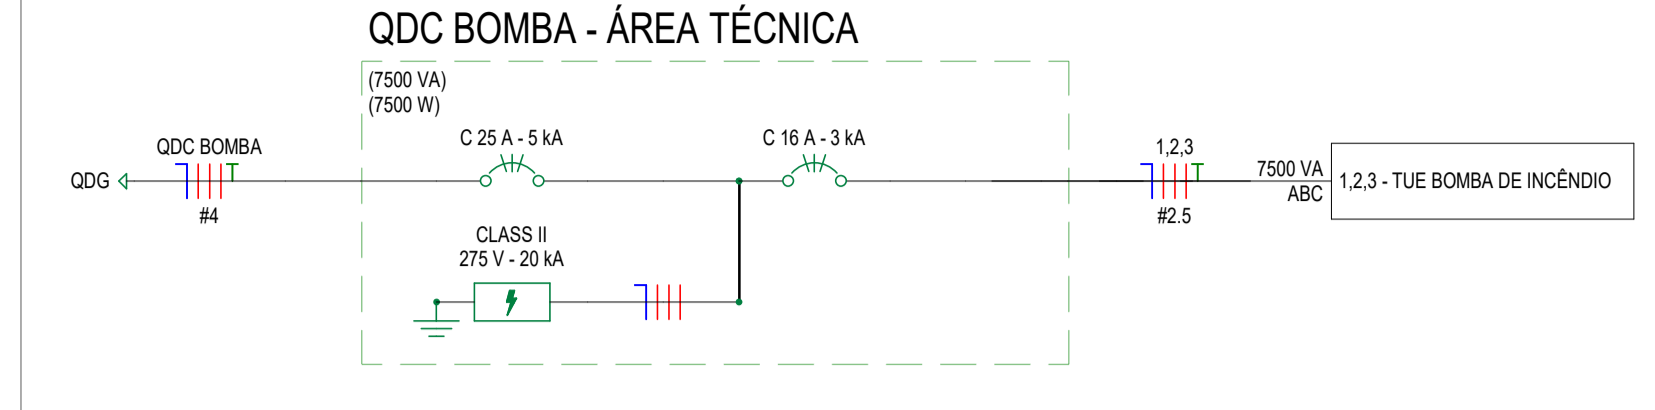 QDC BOMBA - ÁREA TÉCNICA
(7500 VA)
(7500 W)
C 25 A - 5 kA
C 16 A - 3 kA
QDC BOMBA
1,2,3
QDG
7500 VA
ABC
1,2,3 - TUE BOMBA DE INCÊNDIO
#4
#2.5
CLASS II
275 V - 20 kA